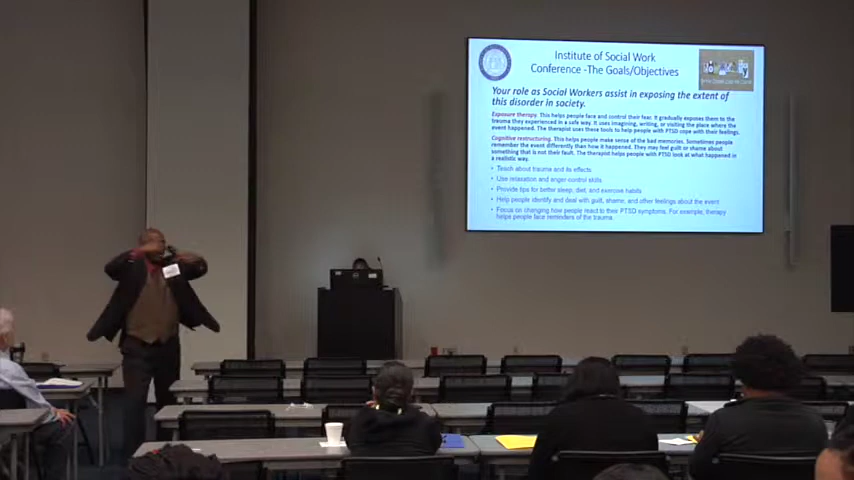 Institute of Social Work
Conference -The Goals/Objectives
Your role as Social Workers assist in exposing the extent of
this disorder in society.
Exposure therapy. This helps people face and control their fear. It gradually exposes them to the
trauma they experienced in a safe way. It uses imagining, writing, or visiting the place where the
event happened. The therapist uses these tools to help people with PTSD cope with their feelings.
Cognitive restructuring. This helps people make sense of the bad memories. Sometimes people
remember the event differently than how it happened. They may feel guilt or shame about
something that is not their fault. The therapist helps people with PTSD look at what happened in
a realistic way.
• Teach about trauma and its effects
• Use relaxation and anger-control skills
• Provide tips for better sleep, diet, and exercise habits
• Help people identify and deal with guilt, shame, and other feelings about the event
• Focus on changing how people react to their PTSD symptoms. For example, therapy
helps people face reminders of the trauma.